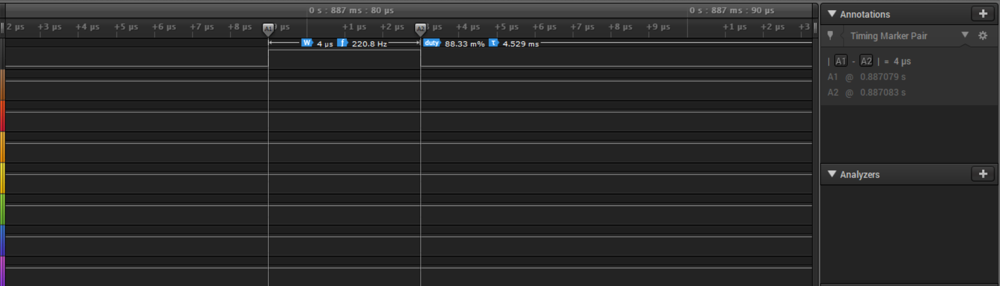 0 s : 887 ms : 80 µs
0 s : 887 ms : 90 µs
2 µs +3 µs +4 µs +5 µs +6 µs +7 µs +8 µs A1 µs +1 µs +2 µs A2 µs +4 µs +5 µs +6 µs +7 µs +8 µs +9 µs +1 µs +2 µs +3
W 4 µs f 220.8 Hz duty 88.33 m% T 4.529 ms
Annotations +
Timing Marker Pair
| A1 - A2 | = 4 µs
A1 @ 0.887079 s
A2 @ 0.887083 s
Analyzers +